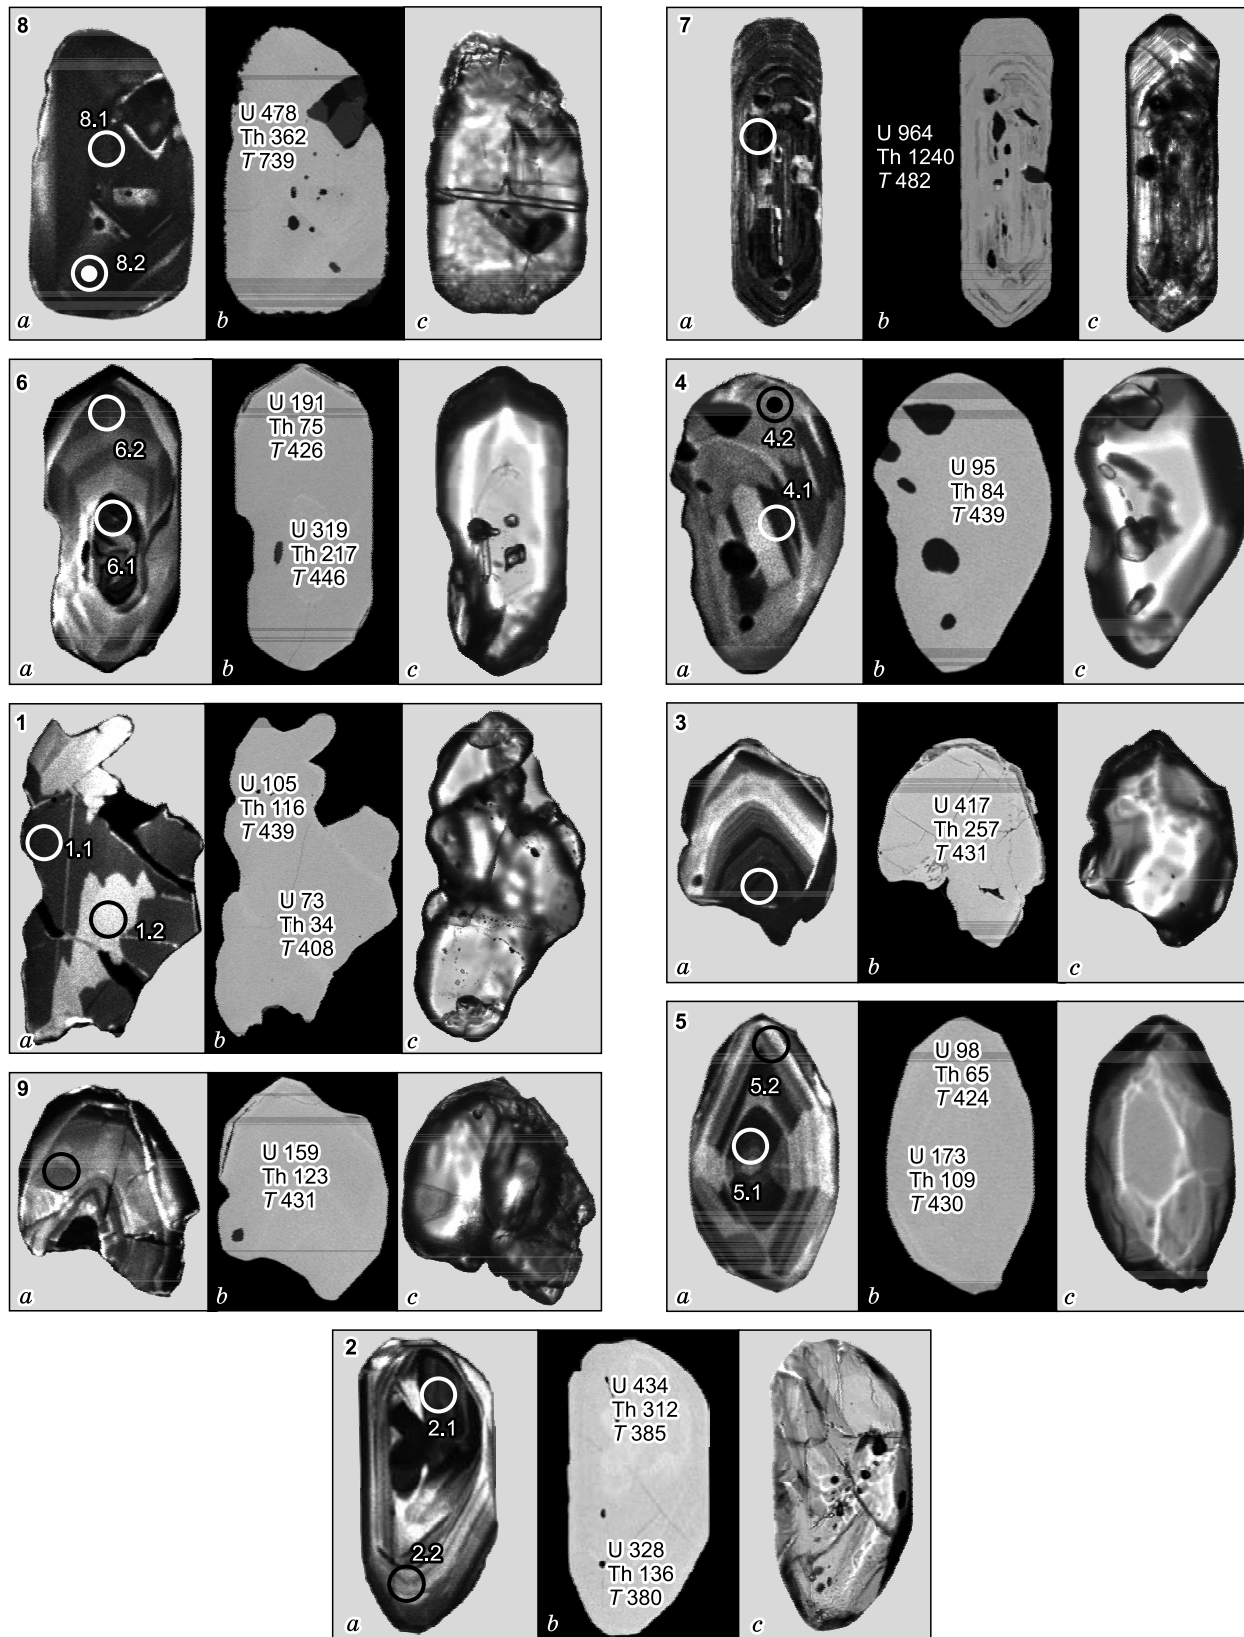 8
8.1
8.2
U 478
Th 362
T 739
a
b
c
7
U 964
Th 1240
T 482
a
b
c
6
6.2
6.1
U 191
Th 75
T 426
U 319
Th 217
T 446
a
b
c
4
4.2
4.1
U 95
Th 84
T 439
a
b
c
1
1.1
1.2
U 105
Th 116
T 439
U 73
Th 34
T 408
a
b
c
3
U 417
Th 257
T 431
a
b
c
9
U 159
Th 123
T 431
a
b
c
5
5.2
5.1
U 98
Th 65
T 424
U 173
Th 109
T 430
a
b
c
2
2.1
2.2
U 434
Th 312
T 385
U 328
Th 136
T 380
a
b
c